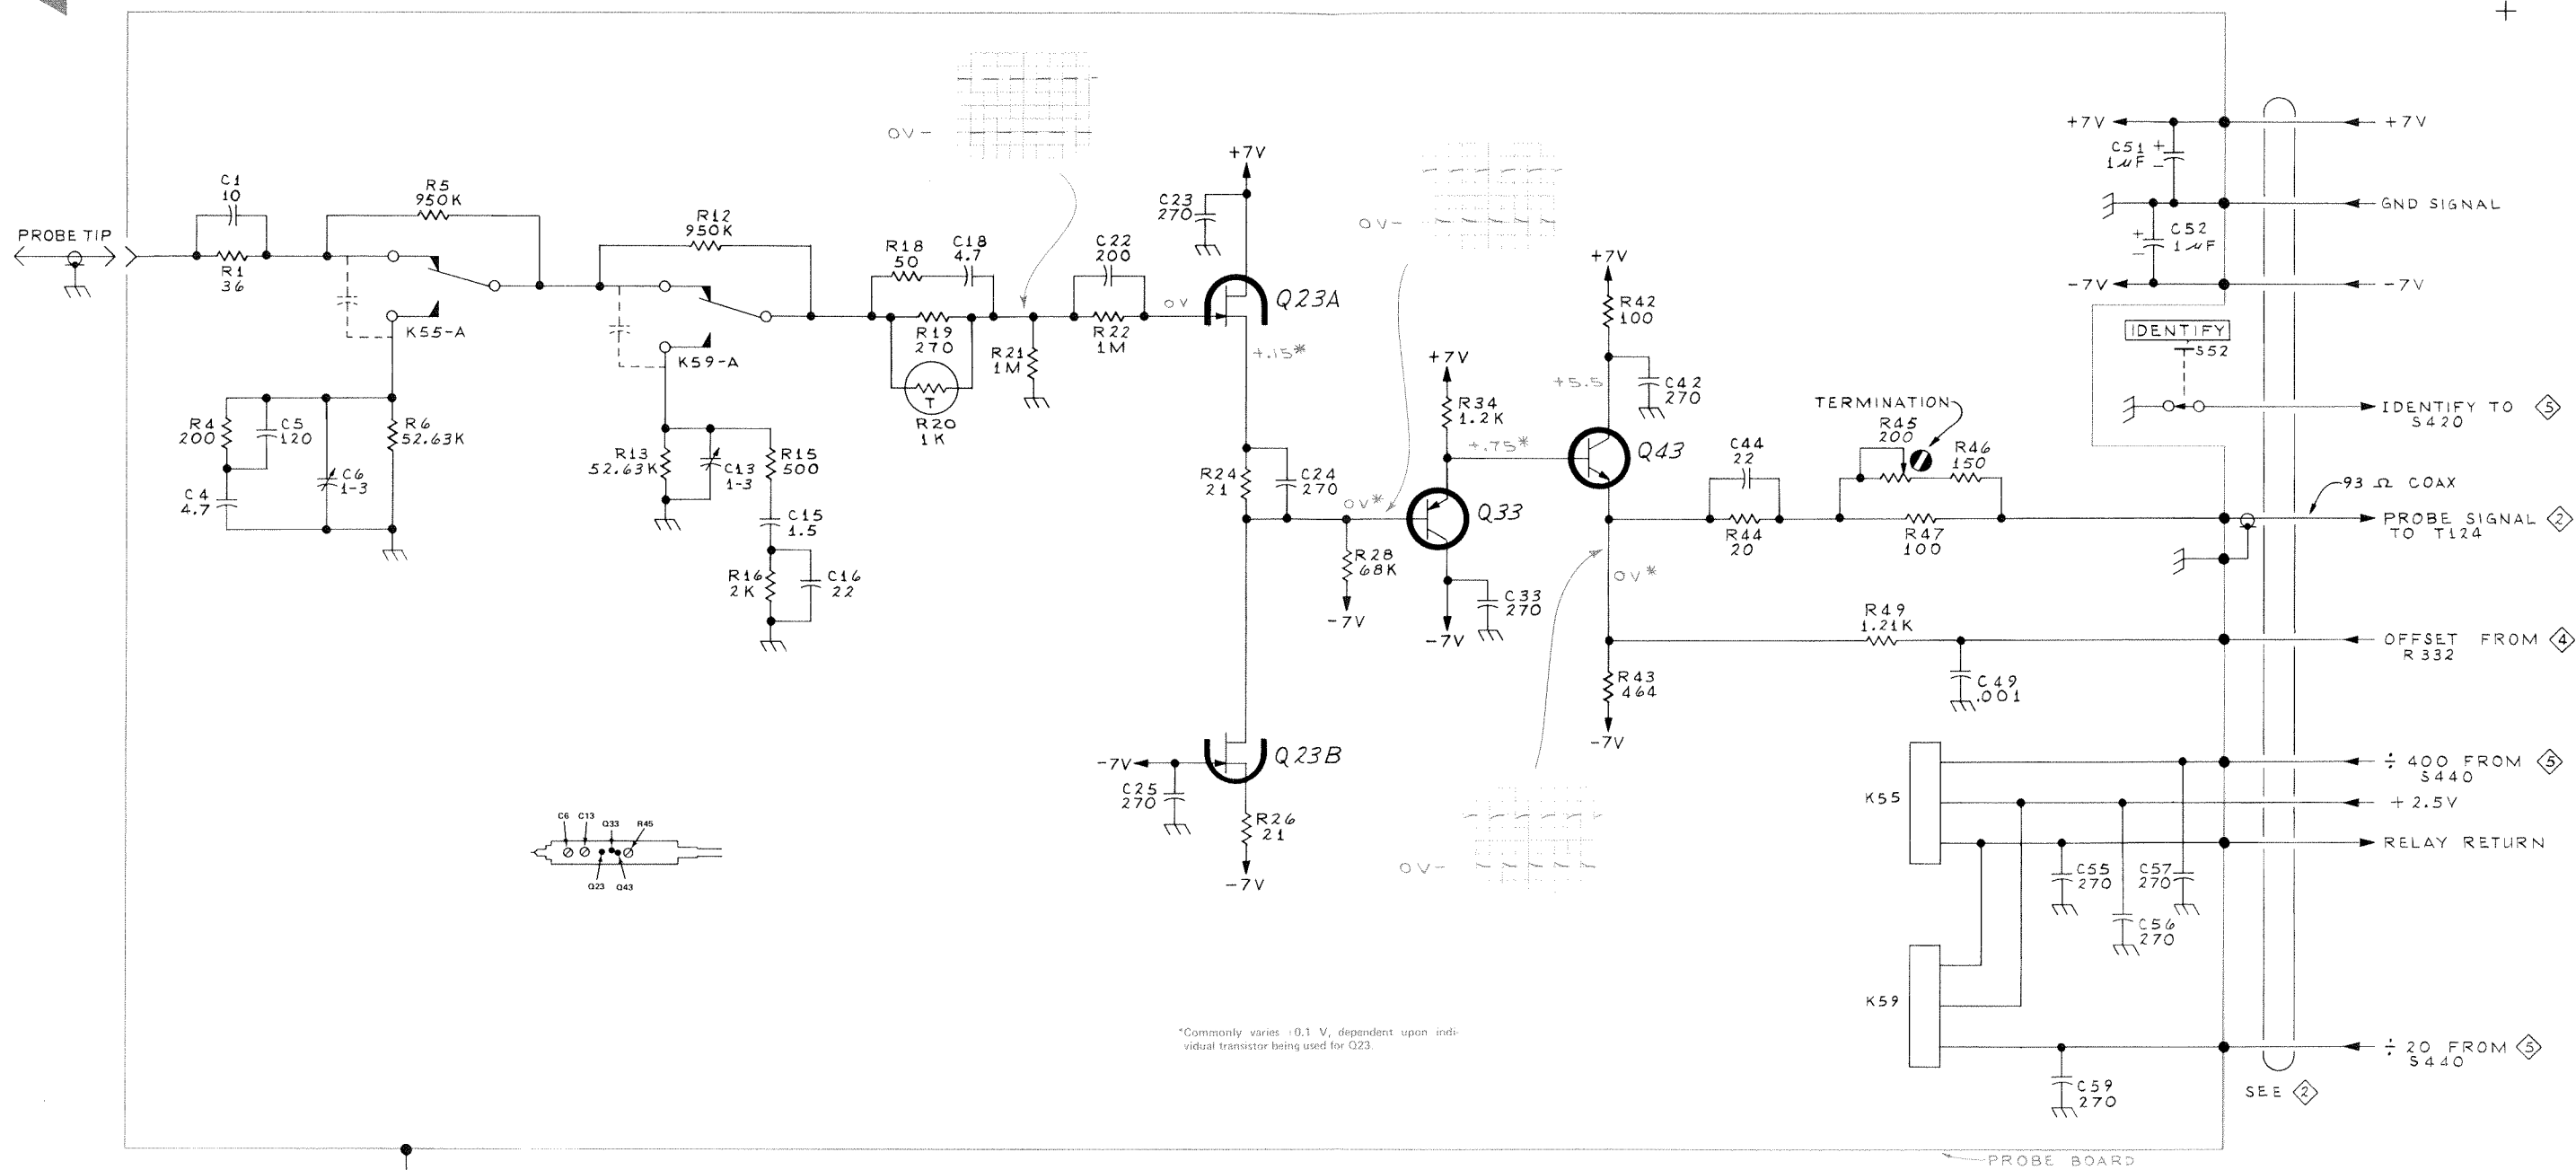 PROBE TIP
C1
10
R1
36
R5
950K
K55-A
R4
200
C5
120
C4
4.7
C6
1-3
R6
52.63K
R12
950K
K59-A
R13
52.63K
C13
1-3
R15
500
C15
1.5
R16
2K
C16
22
R18
50
C18
4.7
R19
270
T
R20
1K
R21
1M
0V-
C22
200
R22
1M
0V
+7V
C23
270
Q23A
+.15*
R24
21
C24
270
-7V
C25
270
Q23B
R26
21
-7V
0V-
0V*
R28
68K
-7V
+7V
R34
1.2K
+.75*
Q33
C33
270
-7V
+7V
R42
100
+5.5
C42
270
Q43
0V*
R43
464
-7V
0V-
C44
22
R44
20
TERMINATION
R45
200
R46
150
R47
100
R49
1.21K
C49
.001
+7V
C51
1µF
+
-
+7V
GND SIGNAL
C52
1µF
+
-
-7V
-7V
IDENTIFY
S52
IDENTIFY TO 5
S420
93 Ω COAX
PROBE SIGNAL 2
TO T124
OFFSET FROM 4
R332
K55
÷ 400 FROM 5
S440
+2.5V
RELAY RETURN
C55
270
C57
270
C56
270
K59
÷ 20 FROM 5
S440
C59
270
SEE 2
C6 C13 Q33 R45
Q23 Q43
*Commonly varies ±0.1 V, dependent upon indi-
vidual transistor being used for Q23.
PROBE BOARD